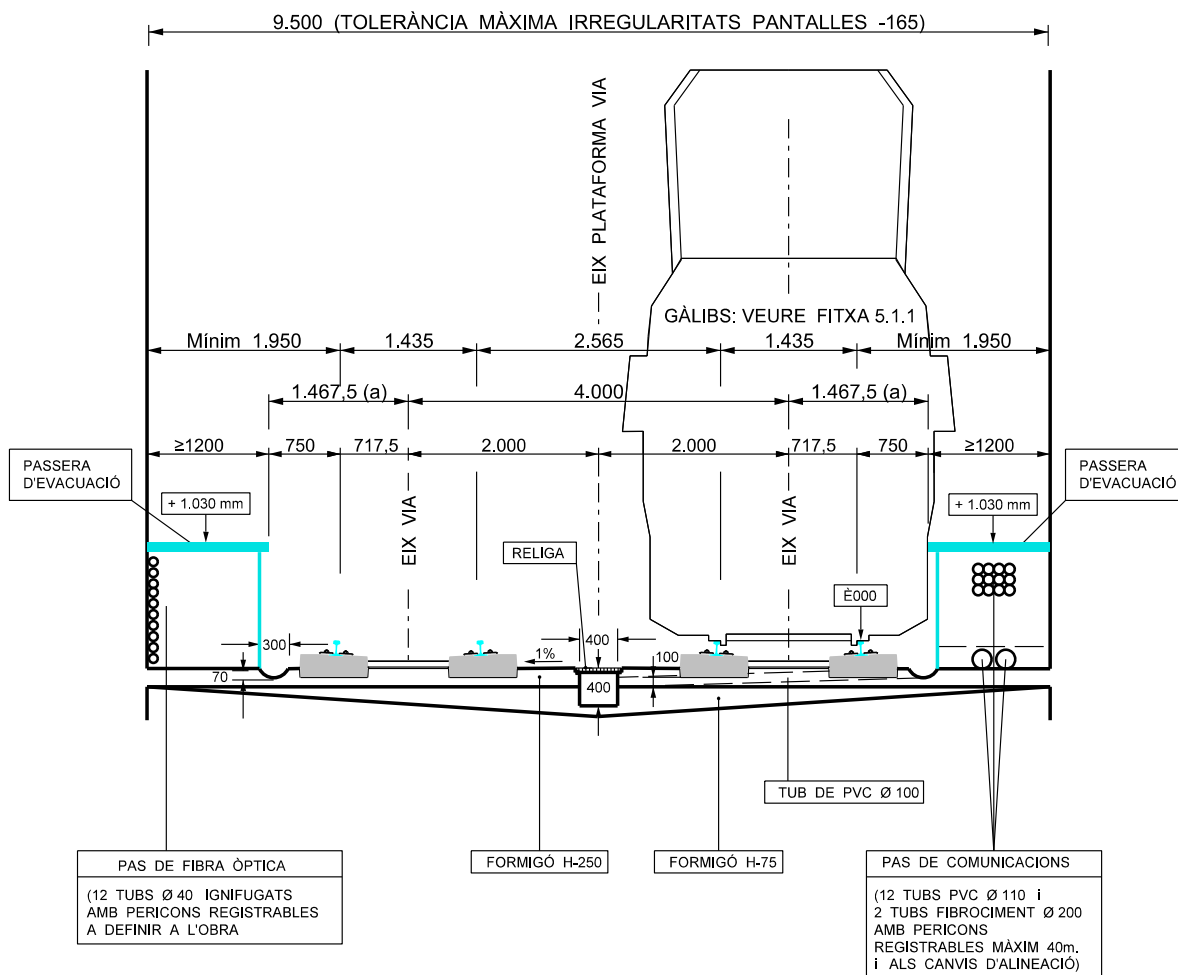 9.500 (TOLERÀNCIA MÀXIMA IRREGULARITATS PANTALLES -165)
EIX PLATAFORMA VIA
GÀLIBS: VEURE FITXA 5.1.1
Mínim 1.950
1.435
2.565
1.435
Mínim 1.950
1.467,5 (a)
4.000
1.467,5 (a)
≥1200
750
717,5
2.000
2.000
717,5
750
≥1200
PASSERA
D'EVACUACIÓ
PASSERA
D'EVACUACIÓ
+ 1.030 mm
+ 1.030 mm
EIX VIA
EIX VIA
RELIGA
È000
300
400
1%
100
70
400
TUB DE PVC Ø 100
PAS DE FIBRA ÒPTICA
(12 TUBS Ø 40 IGNIFUGATS
AMB PERICONS REGISTRABLES
A DEFINIR A L'OBRA
FORMIGÓ H-250
FORMIGÓ H-75
PAS DE COMUNICACIONS
(12 TUBS PVC Ø 110 i
2 TUBS FIBROCIMENT Ø 200
AMB PERICONS
REGISTRABLES MÀXIM 40m.
i ALS CANVIS D'ALINEACIÓ)